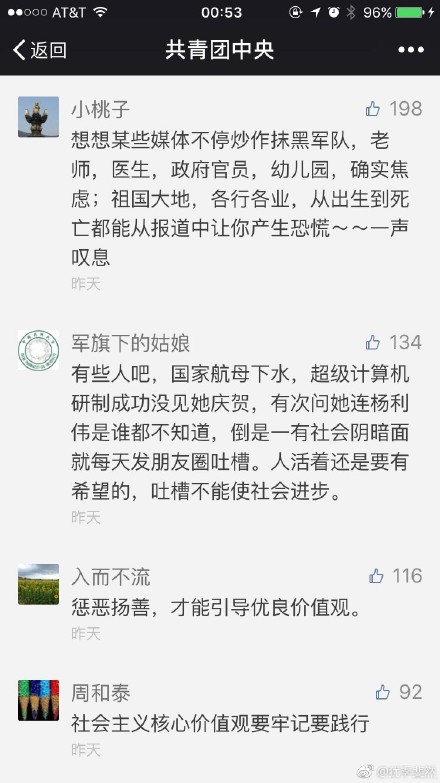 AT&T 00:53 96%
返回 共青团中央
小桃子 198
想想某些媒体不停炒作抹黑军队，老
师，医生，政府官员，幼儿园，确实焦
虑；祖国大地，各行各业，从出生到死
亡都能从报道中让你产生恐慌～～一声
叹息
昨天
军旗下的姑娘 134
有些人吧，国家航母下水，超级计算机
研制成功没见她庆贺，有次问她连杨利
伟是谁都不知道，倒是一有社会阴暗面
就每天发朋友圈吐槽。人活着还是要有
希望的，吐槽不能使社会进步。
昨天
入而不流 116
惩恶扬善，才能引导优良价值观。
昨天
周和泰 92
社会主义核心价值观要牢记要践行
昨天